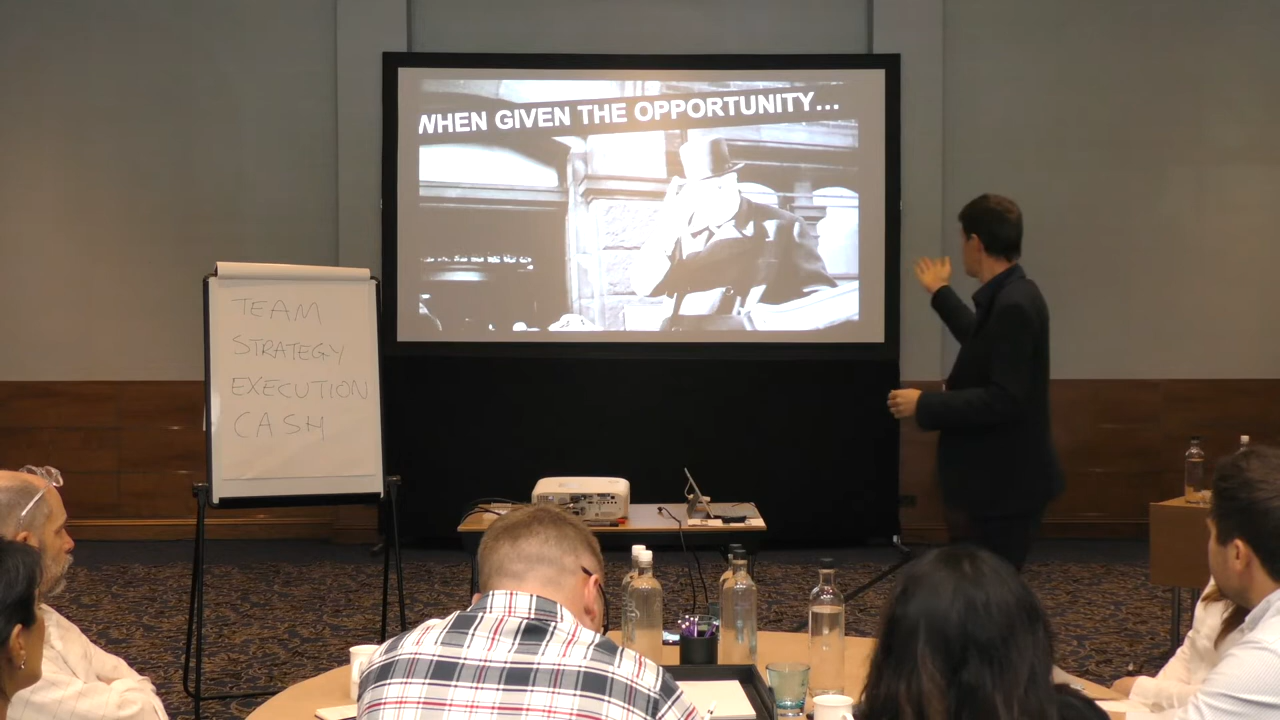 WHEN GIVEN THE OPPORTUNITY...
TEAM
STRATEGY
EXECUTION
CASH